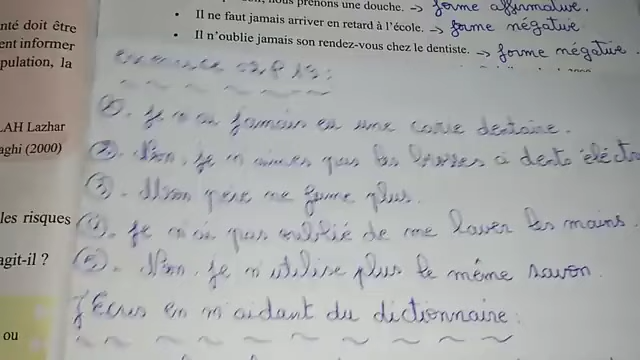 nous prenons une douche. → forme affirmative.
• Il ne faut jamais arriver en retard à l'école. → forme négative
• Il n'oublie jamais son rendez-vous chez le dentiste. → forme négative.
nté doit être
ent informer
pulation, la
LAH Lazhar
aghi (2000)
les risques
agit-il ?
ou
①. Je n'ai jamais eu une carie dentaire.
②. Non, je n'aime pas les brosses à dents électr
③. Mon père ne fume plus.
④. Je n'ai pas oublié de me laver les mains.
⑤. Non, je n'utilise plus le même savon.
J'écris en m'aidant du dictionnaire: